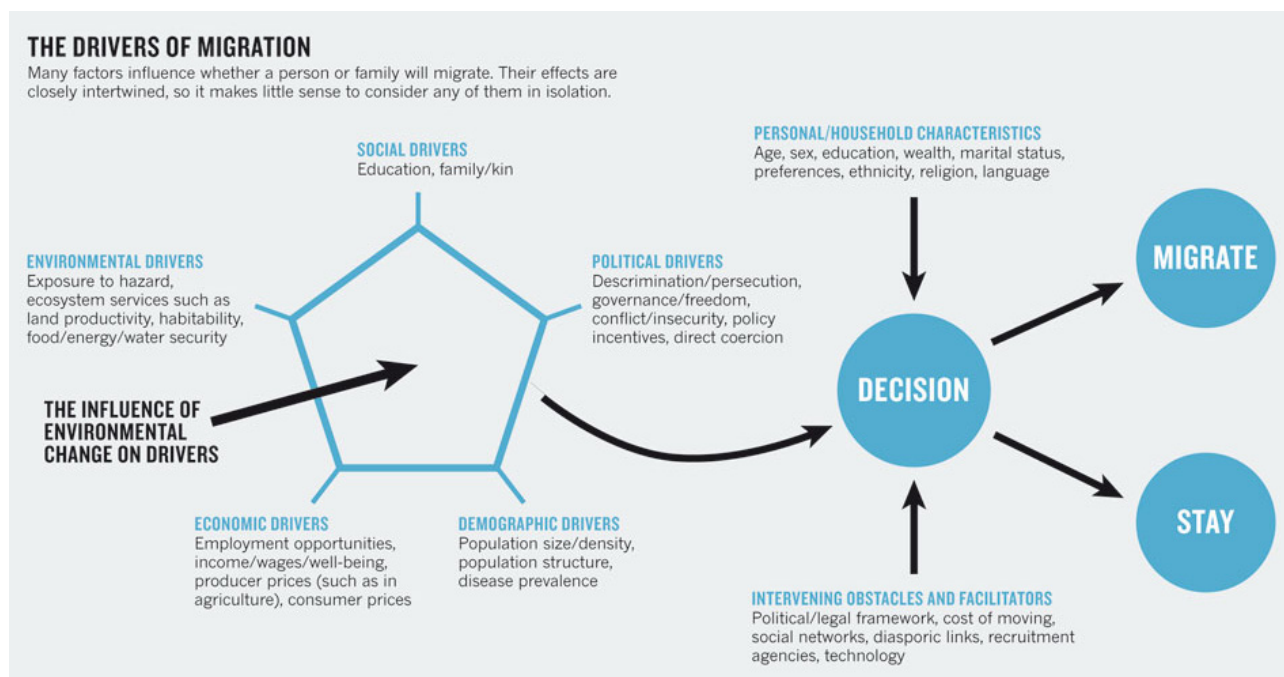 THE DRIVERS OF MIGRATION
Many factors influence whether a person or family will migrate. Their effects are
closely intertwined, so it makes little sense to consider any of them in isolation.
SOCIAL DRIVERS
Education, family/kin
ENVIRONMENTAL DRIVERS
Exposure to hazard,
ecosystem services such as
land productivity, habitability,
food/energy/water security
POLITICAL DRIVERS
Descrimination/persecution,
governance/freedom,
conflict/insecurity, policy
incentives, direct coercion
THE INFLUENCE OF
ENVIRONMENTAL
CHANGE ON DRIVERS
ECONOMIC DRIVERS
Employment opportunities,
income/wages/well-being,
producer prices (such as in
agriculture), consumer prices
DEMOGRAPHIC DRIVERS
Population size/density,
population structure,
disease prevalence
PERSONAL/HOUSEHOLD CHARACTERISTICS
Age, sex, education, wealth, marital status,
preferences, ethnicity, religion, language
DECISION
MIGRATE
STAY
INTERVENING OBSTACLES AND FACILITATORS
Political/legal framework, cost of moving,
social networks, diasporic links, recruitment
agencies, technology